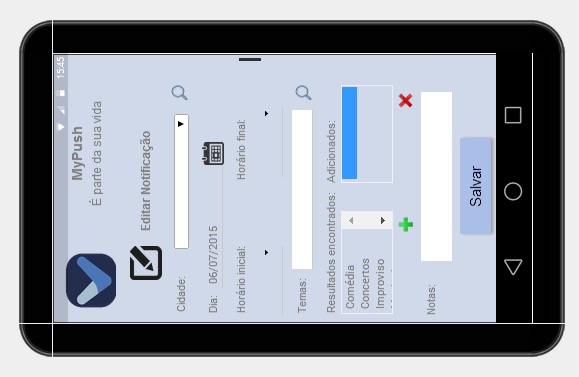 15:45
MyPush
É parte da sua vida
Editar Notificação
Cidade:
Dia: 06/07/2015
Horário inicial: Horário final:
Temas:
Resultados encontrados: Adicionados:
Comédia
Concertos
Improviso
Notas:
Salvar